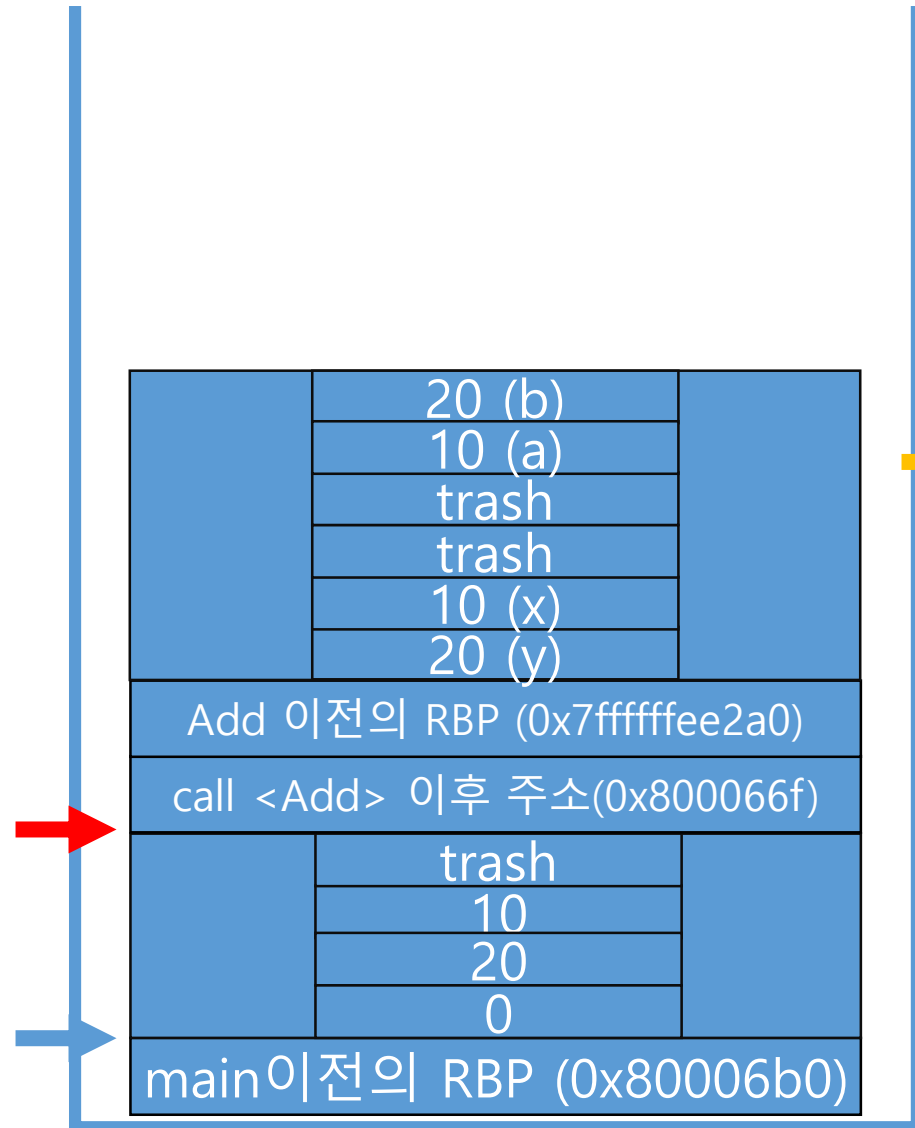 20 (b)
10 (a)
trash
trash
10 (x)
20 (y)
Add 이전의 RBP (0x7ffffffee2a0)
call <Add> 이후 주소(0x800066f)
trash
10
20
0
main이전의 RBP (0x80006b0)